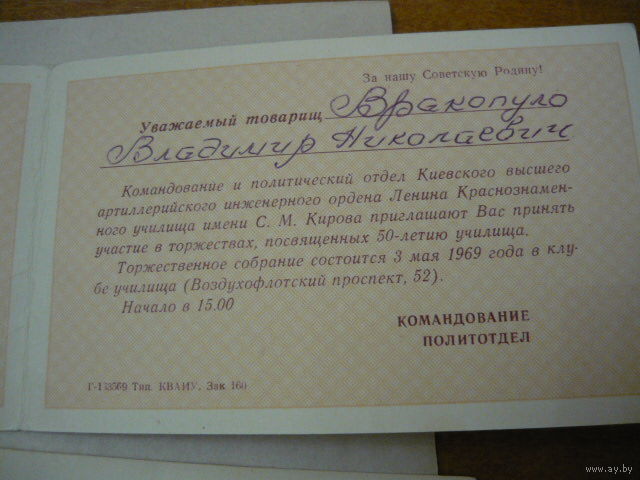 За нашу Советскую Родину!
Уважаемый товарищ Вракопуло
Владимир Николаевич
Командование и политический отдел Киевского высшего
артиллерийского инженерного ордена Ленина Краснознамен-
ного училища имени С. М. Кирова приглашают Вас принять
участие в торжествах, посвященных 50-летию училища.
Торжественное собрание состоится 3 мая 1969 года в клу-
бе училища (Воздухофлотский проспект, 52).
Начало в 15.00
КОМАНДОВАНИЕ
ПОЛИТОТДЕЛ
Г-133569 Тип. КВАИУ. Зак 160
www.ay.by